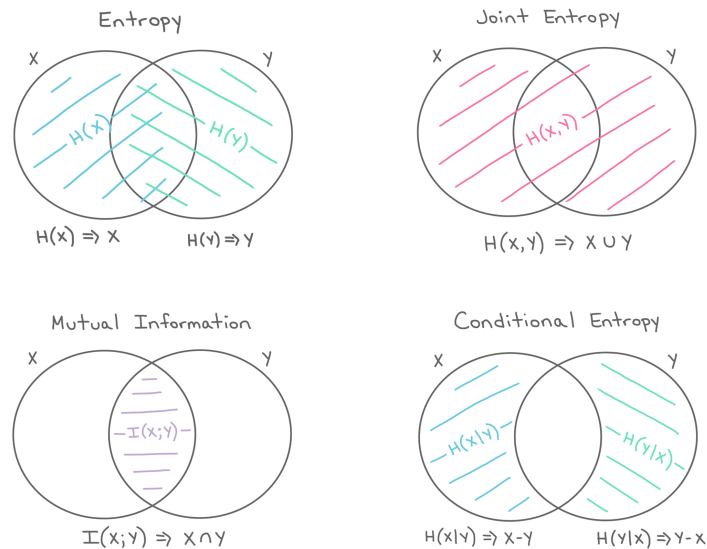 Entropy
X
Y
H(X)
H(Y)
H(X) ⇒ X
H(Y) ⇒ Y
Joint Entropy
X
Y
H(X,Y)
H(X,Y) ⇒ X ∪ Y
Mutual Information
X
Y
I(X;Y)
I(X;Y) ⇒ X ∩ Y
Conditional Entropy
X
Y
H(X|Y)
H(Y|X)
H(X|Y) ⇒ X-Y
H(Y|X) ⇒ Y-X